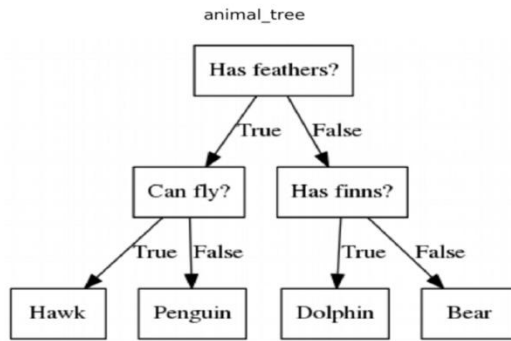 animal_tree
Has feathers?
True
False
Can fly?
Has finns?
True
False
True
False
Hawk
Penguin
Dolphin
Bear